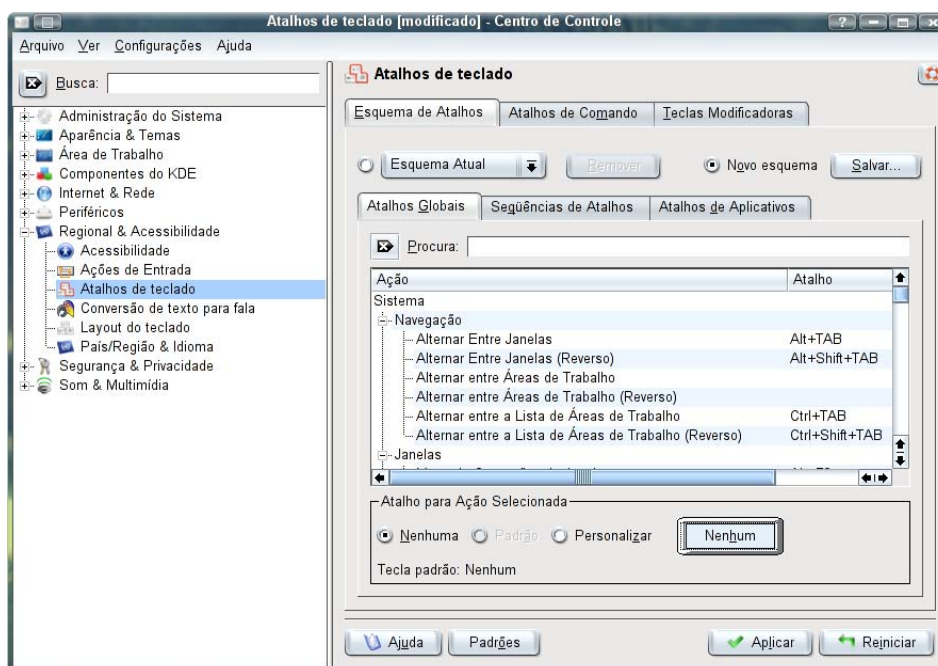 Atalhos de teclado [modificado] - Centro de Controle
Arquivo Ver Configurações Ajuda
Busca:
Administração do Sistema
Aparência & Temas
Área de Trabalho
Componentes do KDE
Internet & Rede
Periféricos
Regional & Acessibilidade
Acessibilidade
Ações de Entrada
Atalhos de teclado
Conversão de texto para fala
Layout do teclado
País/Região & Idioma
Segurança & Privacidade
Som & Multimídia
Atalhos de teclado
Esquema de Atalhos Atalhos de Comando Teclas Modificadoras
Esquema Atual Remover Novo esquema Salvar...
Atalhos Globais Seqüências de Atalhos Atalhos de Aplicativos
Procura:
Ação Atalho
Sistema
Navegação
Alternar Entre Janelas Alt+TAB
Alternar Entre Janelas (Reverso) Alt+Shift+TAB
Alternar entre Áreas de Trabalho
Alternar entre Áreas de Trabalho (Reverso)
Alternar entre a Lista de Áreas de Trabalho Ctrl+TAB
Alternar entre a Lista de Áreas de Trabalho (Reverso) Ctrl+Shift+TAB
Janelas
Atalho para Ação Selecionada
Nenhuma Padrão Personalizar Nenhum
Tecla padrão: Nenhum
Ajuda Padrões Aplicar Reiniciar